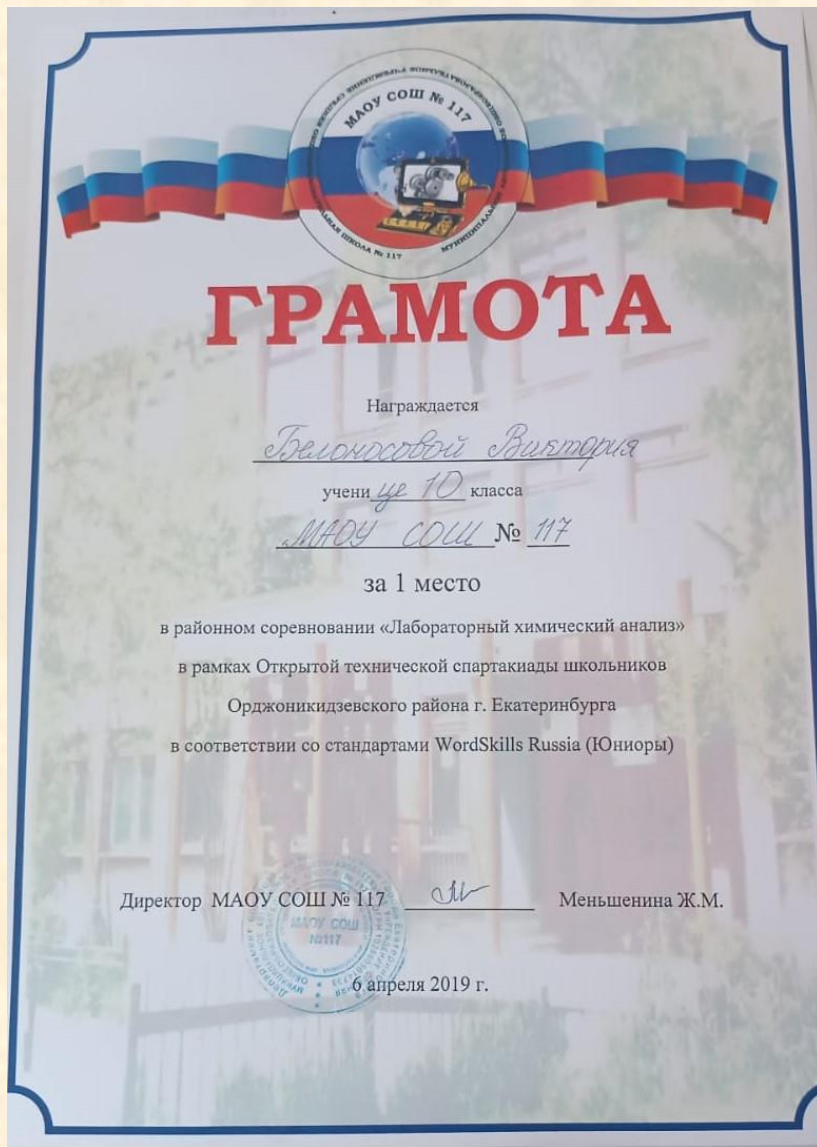 МАОУ СОШ № 117
ГРАМОТА
Награждается
Белоносовой Виктория
ученице 10 класса
МАОУ СОШ № 117
за 1 место
в районном соревновании «Лабораторный химический анализ»
в рамках Открытой технической спартакиады школьников
Орджоникидзевского района г. Екатеринбурга
в соответствии со стандартами WordSkills Russia (Юниоры)
Директор МАОУ СОШ № 117 Меньшенина Ж.М.
МАОУ СОШ
№117
6 апреля 2019 г.